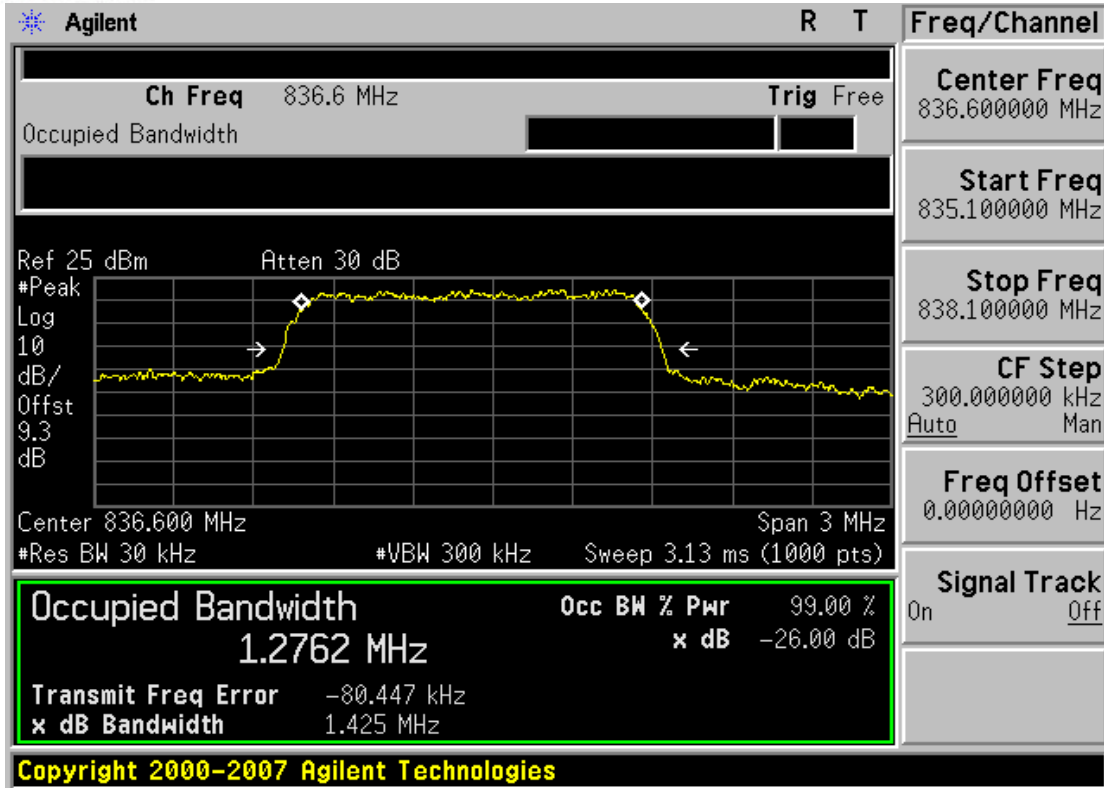 Agilent R T
Ch Freq 836.6 MHz Trig Free
Occupied Bandwidth
Ref 25 dBm Atten 30 dB
#Peak
Log
10
dB/
Offst
9.3
dB
Center 836.600 MHz Span 3 MHz
#Res BW 30 kHz #VBW 300 kHz Sweep 3.13 ms (1000 pts)
Occupied Bandwidth Occ BW % Pwr 99.00 %
1.2762 MHz x dB -26.00 dB
Transmit Freq Error -80.447 kHz
x dB Bandwidth 1.425 MHz
Copyright 2000-2007 Agilent Technologies
Freq/Channel
Center Freq
836.600000 MHz
Start Freq
835.100000 MHz
Stop Freq
838.100000 MHz
CF Step
300.000000 kHz
Auto Man
Freq Offset
0.00000000 Hz
Signal Track
On Off